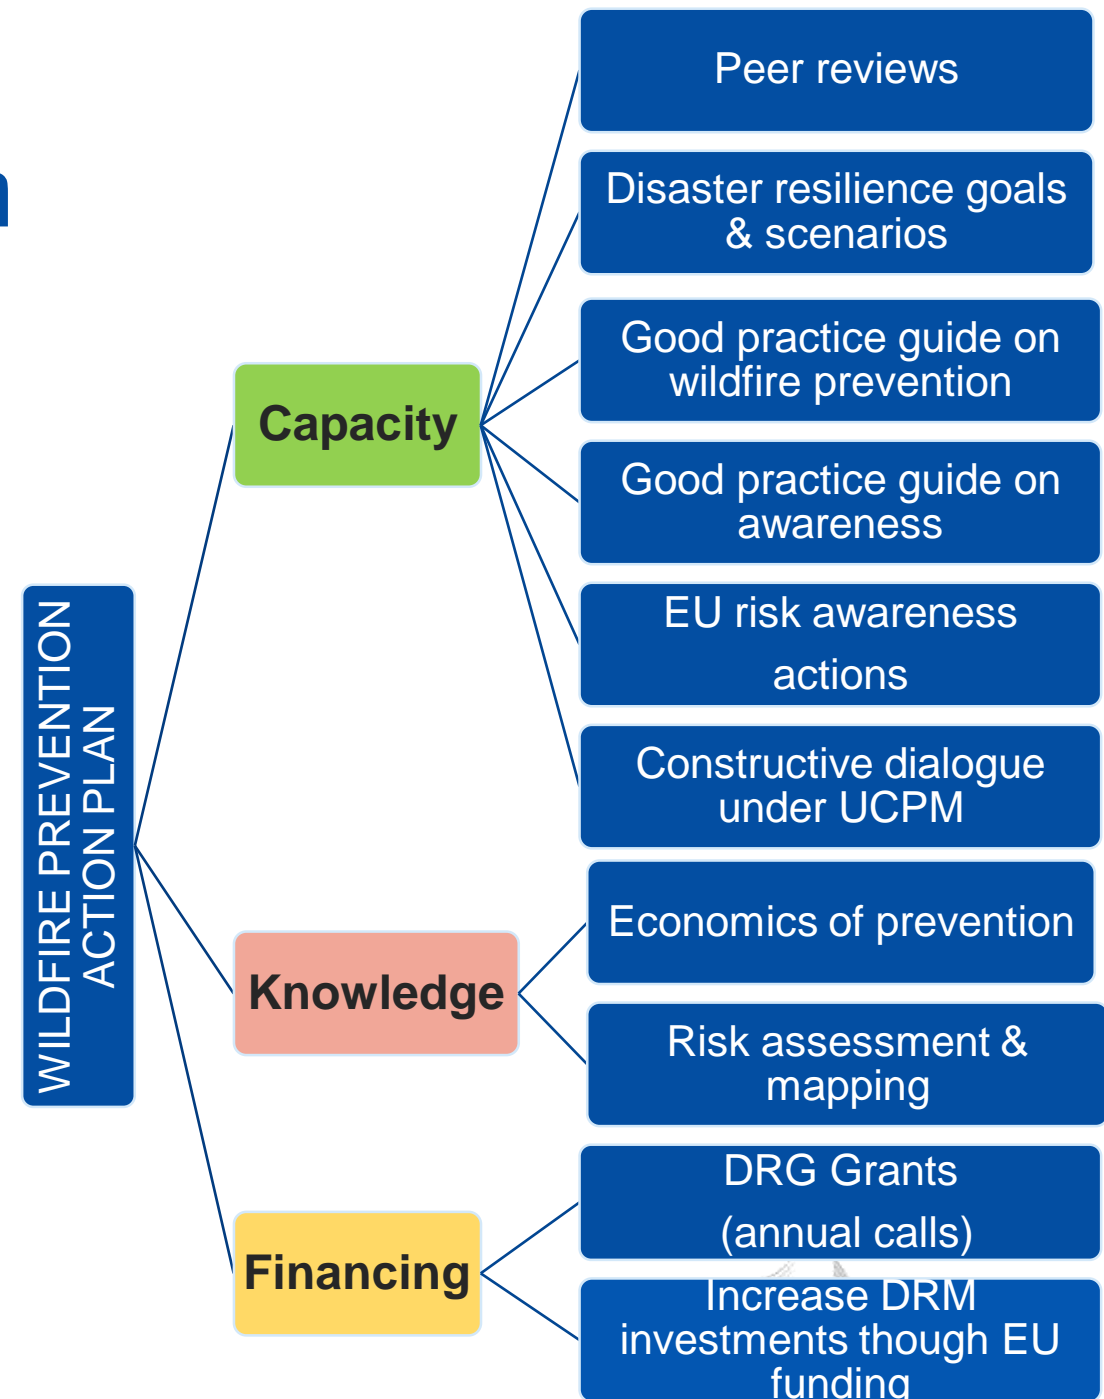 WILDFIRE PREVENTION
ACTION PLAN
Capacity
Peer reviews
Disaster resilience goals
& scenarios
Good practice guide on
wildfire prevention
Good practice guide on
awareness
EU risk awareness
actions
Constructive dialogue
under UCPM
Knowledge
Economics of prevention
Risk assessment &
mapping
Financing
DRG Grants
(annual calls)
Increase DRM
investments though EU
funding